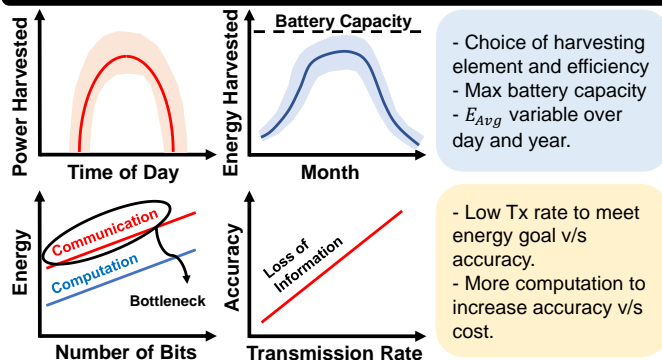 Power Harvested
Time of Day
Energy Harvested
Battery Capacity
Month
- Choice of harvesting
element and efficiency
- Max battery capacity
- E_Avg variable over
day and year.
Energy
Communication
Computation
Bottleneck
Number of Bits
Accuracy
Loss of
Information
Transmission Rate
- Low Tx rate to meet
energy goal v/s
accuracy.
- More computation to
increase accuracy v/s
cost.